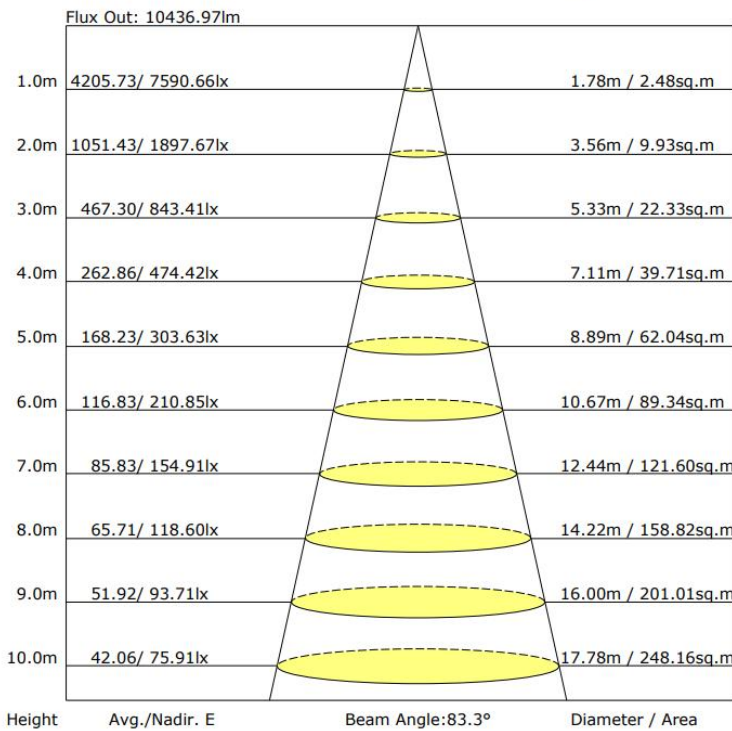 Flux Out: 10436.97lm
1.0m 4205.73/ 7590.66lx 1.78m / 2.48sq.m
2.0m 1051.43/ 1897.67lx 3.56m / 9.93sq.m
3.0m 467.30/ 843.41lx 5.33m / 22.33sq.m
4.0m 262.86/ 474.42lx 7.11m / 39.71sq.m
5.0m 168.23/ 303.63lx 8.89m / 62.04sq.m
6.0m 116.83/ 210.85lx 10.67m / 89.34sq.m
7.0m 85.83/ 154.91lx 12.44m / 121.60sq.m
8.0m 65.71/ 118.60lx 14.22m / 158.82sq.m
9.0m 51.92/ 93.71lx 16.00m / 201.01sq.m
10.0m 42.06/ 75.91lx 17.78m / 248.16sq.m
Height Avg./Nadir. E Beam Angle:83.3° Diameter / Area